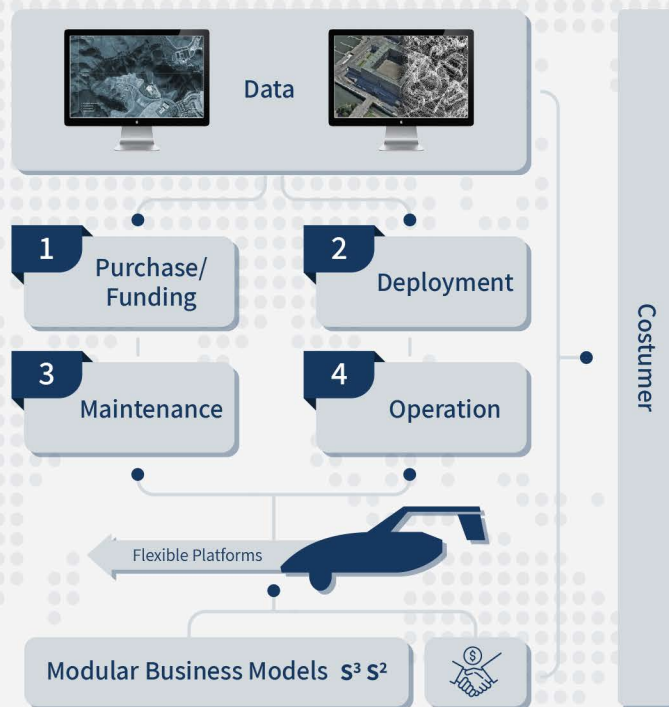 Data
1
Purchase/
Funding
2
Deployment
3
Maintenance
4
Operation
Costumer
Flexible Platforms
Modular Business Models S³ S²
$